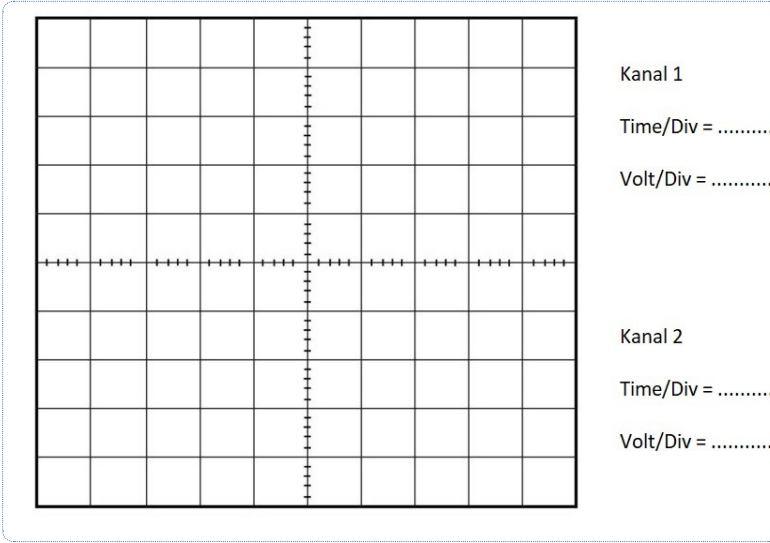 Kanal 1
Time/Div = ..........
Volt/Div = ...........
Kanal 2
Time/Div = ..........
Volt/Div = ...........